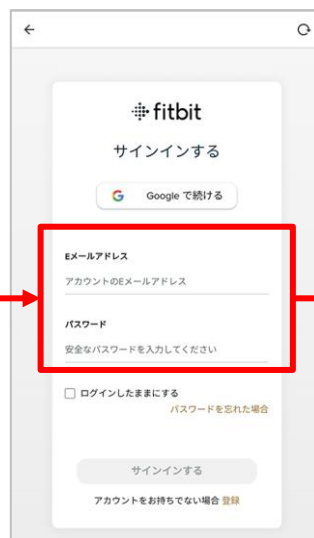 fitbit
サインインする
Google で続ける
Eメールアドレス
アカウントのEメールアドレス
パスワード
安全なパスワードを入力してください
ログインしたままにする
パスワードを忘れた場合
サインインする
アカウントをお持ちでない場合 登録